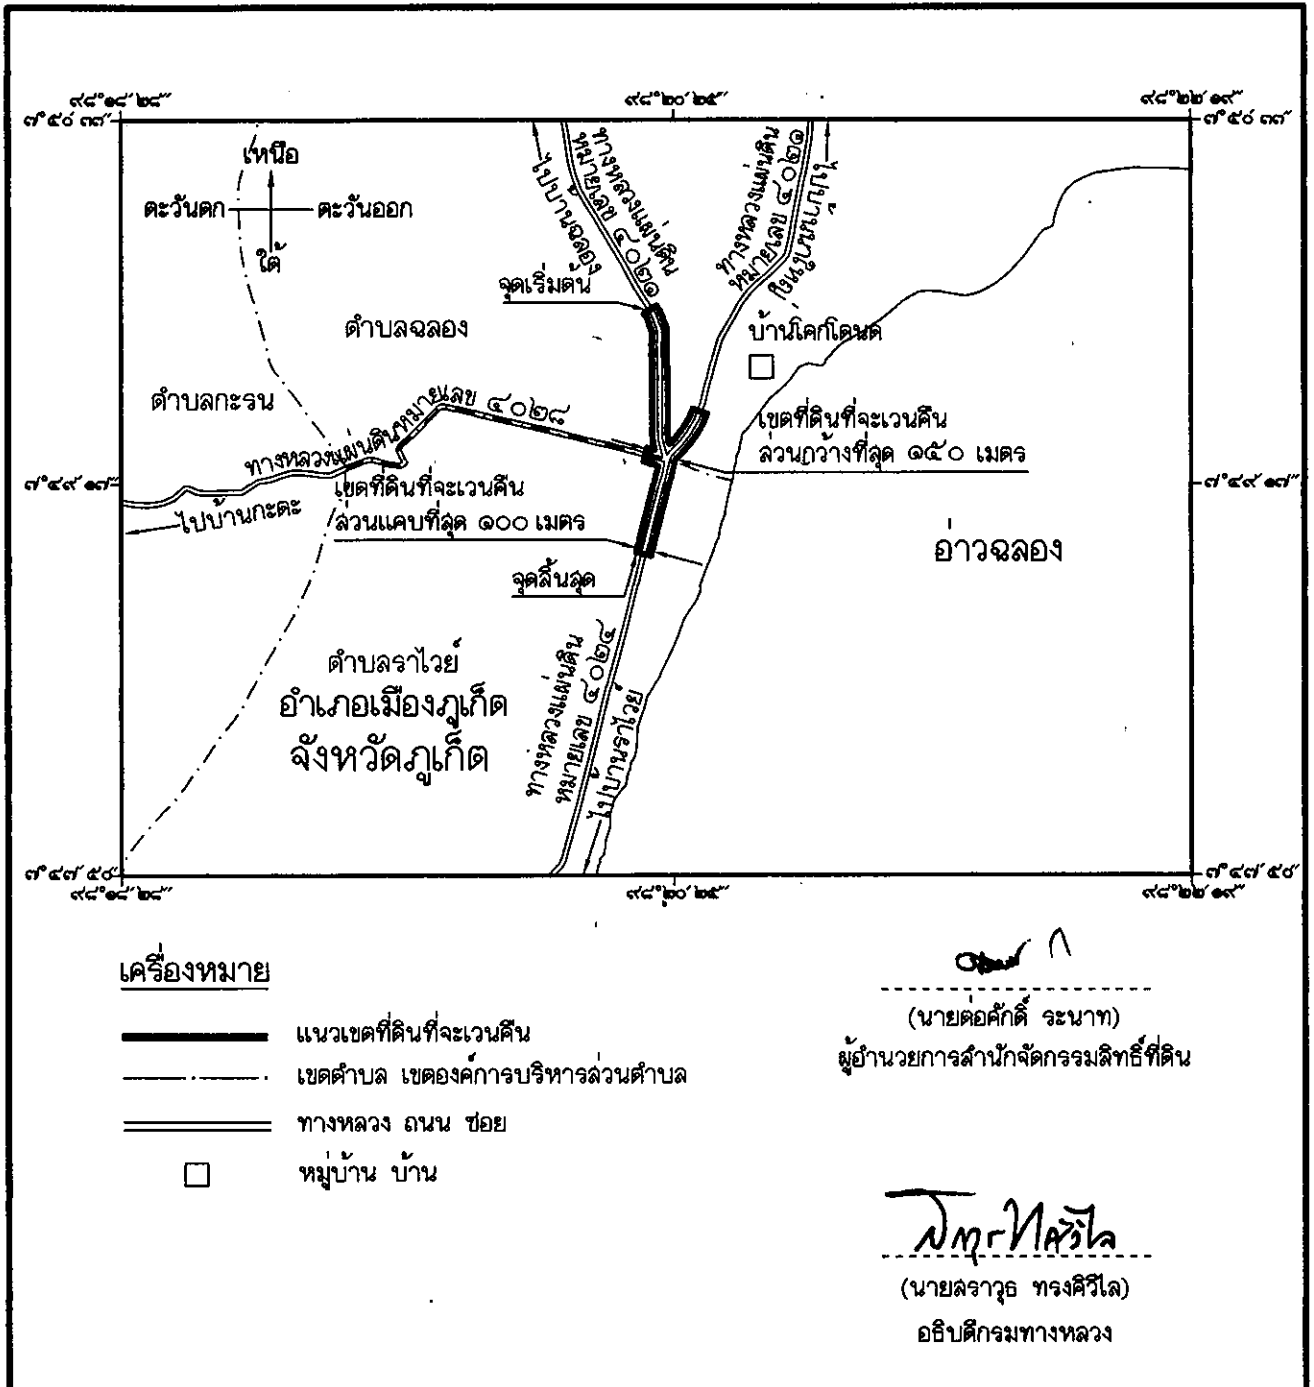 ๙๘°๑๘′๒๘″
๙๘°๒๐′๒๕″
๙๘°๒๒′๑๙″
๗°๕๐′๓๓″
๗°๕๐′๓๓″
เหนือ
ตะวันตก
ตะวันออก
ใต้
ทางหลวงแผ่นดิน
หมายเลข ๔๐๒๑
ไปบ้านฉลอง
ทางหลวงแผ่นดิน
หมายเลข ๔๐๒๑
จุดเริ่มต้น
ตำบลฉลอง
บ้านโคกโตนด
ตำบลกะรน
ทางหลวงแผ่นดินหมายเลข ๔๐๒๘
เขตที่ดินที่จะเวนคืน
ส่วนกว้างที่สุด ๑๕๐ เมตร
๗°๔๙′๑๗″
๗°๔๙′๑๗″
เขตที่ดินที่จะเวนคืน
ส่วนแคบที่สุด ๑๐๐ เมตร
ไปบ้านกะตะ
อ่าวฉลอง
จุดสิ้นสุด
ตำบลราไวย์
อำเภอเมืองภูเก็ต
จังหวัดภูเก็ต
ทางหลวงแผ่นดิน
หมายเลข ๔๐๒๔
ไปบ้านราไวย์
๗°๔๗′๕๐″
๗°๔๗′๕๐″
๙๘°๑๘′๒๘″
๙๘°๒๐′๒๕″
๙๘°๒๒′๑๙″
เครื่องหมาย
แนวเขตที่ดินที่จะเวนคืน
เขตตำบล เขตองค์การบริหารส่วนตำบล
ทางหลวง ถนน ซอย
หมู่บ้าน บ้าน
(นายต่อศักดิ์ ระนาท)
ผู้อำนวยการสำนักจัดกรรมสิทธิ์ที่ดิน
(นายสราวุธ ทรงศิวิไล)
อธิบดีกรมทางหลวง